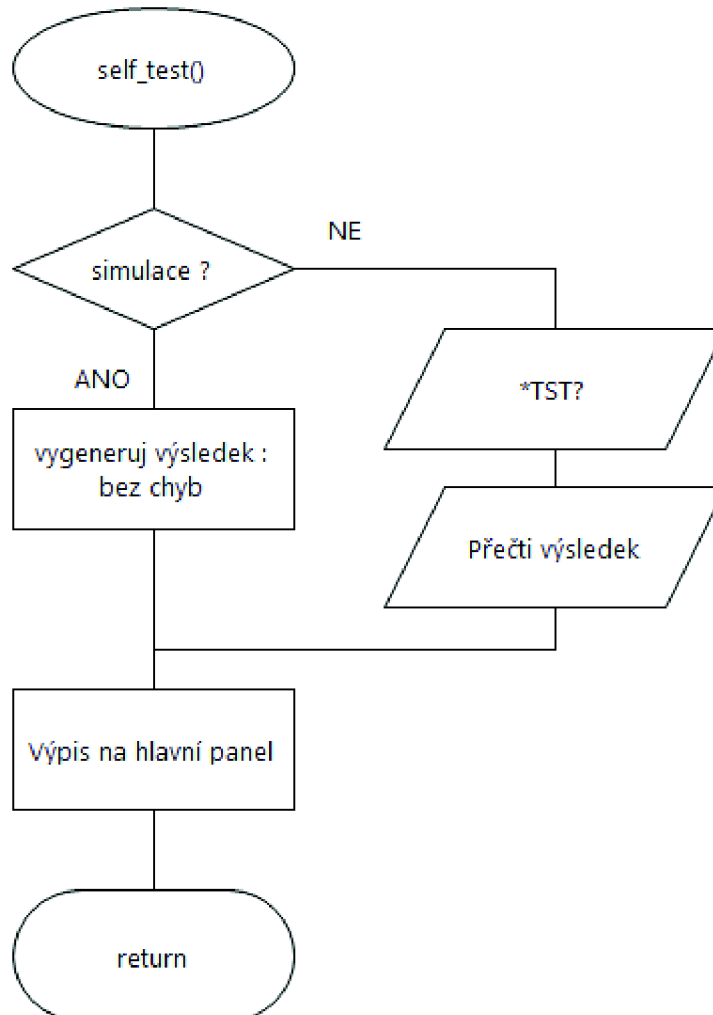 self_test()
NE
simulace ?
ANO
*TST?
vygeneruj výsledek :
bez chyb
Přečti výsledek
Výpis na hlavní panel
return